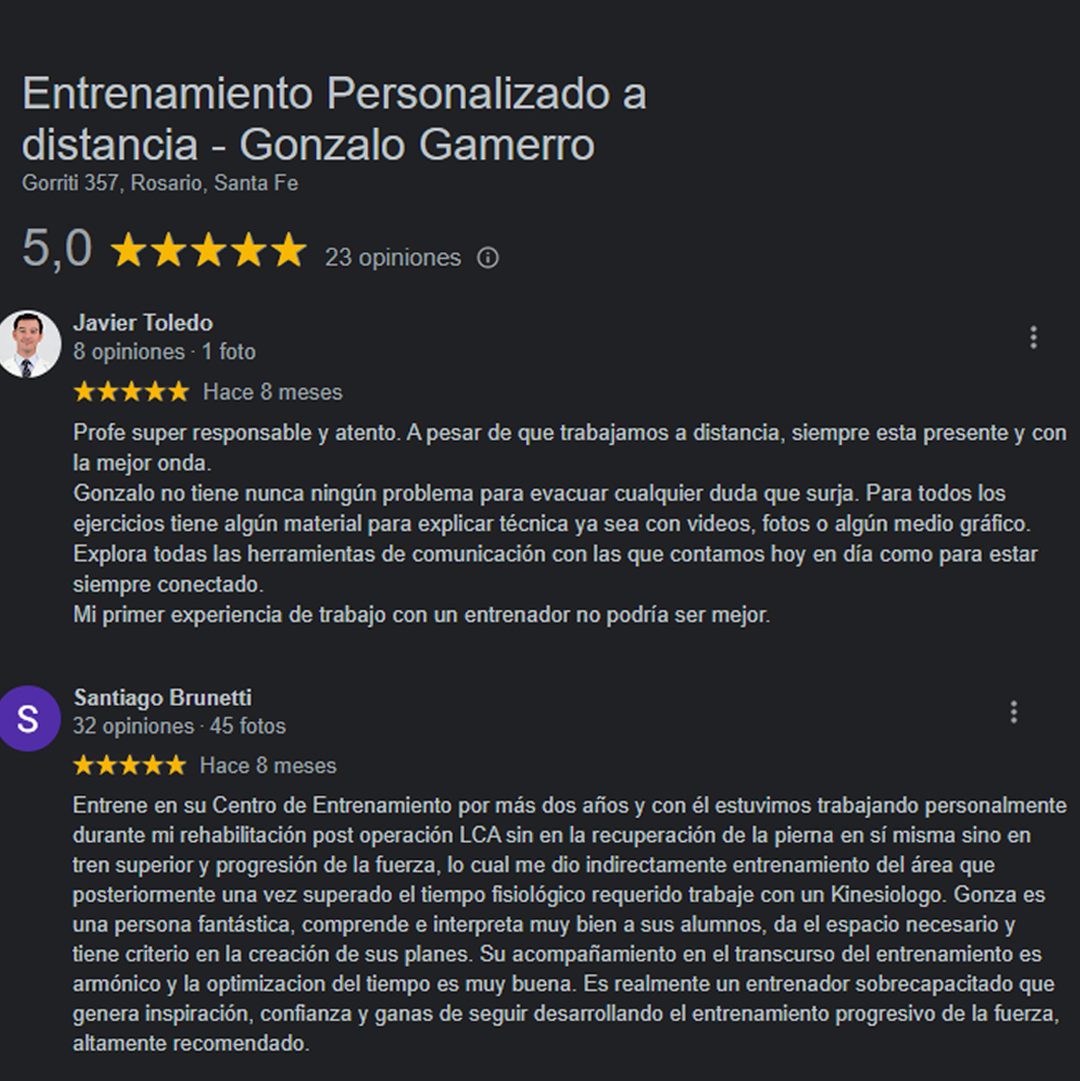 Entrenamiento Personalizado a
distancia - Gonzalo Gamerro
Gorriti 357, Rosario, Santa Fe
5,0 23 opiniones
Javier Toledo
8 opiniones · 1 foto
Hace 8 meses
Profe super responsable y atento. A pesar de que trabajamos a distancia, siempre esta presente y con
la mejor onda.
Gonzalo no tiene nunca ningún problema para evacuar cualquier duda que surja. Para todos los
ejercicios tiene algún material para explicar técnica ya sea con videos, fotos o algún medio gráfico.
Explora todas las herramientas de comunicación con las que contamos hoy en día como para estar
siempre conectado.
Mi primer experiencia de trabajo con un entrenador no podría ser mejor.
S
Santiago Brunetti
32 opiniones · 45 fotos
Hace 8 meses
Entrene en su Centro de Entrenamiento por más dos años y con él estuvimos trabajando personalmente
durante mi rehabilitación post operación LCA sin en la recuperación de la pierna en sí misma sino en
tren superior y progresión de la fuerza, lo cual me dio indirectamente entrenamiento del área que
posteriormente una vez superado el tiempo fisiológico requerido trabaje con un Kinesiologo. Gonza es
una persona fantástica, comprende e interpreta muy bien a sus alumnos, da el espacio necesario y
tiene criterio en la creación de sus planes. Su acompañamiento en el transcurso del entrenamiento es
armónico y la optimizacion del tiempo es muy buena. Es realmente un entrenador sobrecapacitado que
genera inspiración, confianza y ganas de seguir desarrollando el entrenamiento progresivo de la fuerza,
altamente recomendado.